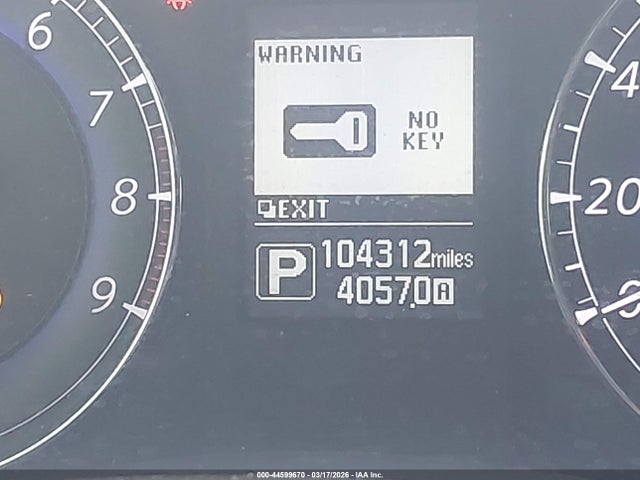 WARNING
NO
KEY
EXIT
P
104312miles
4057.0A
6
7
8
9
4
20
0
000-44599670 - 03/17/2026 - IAA Inc.